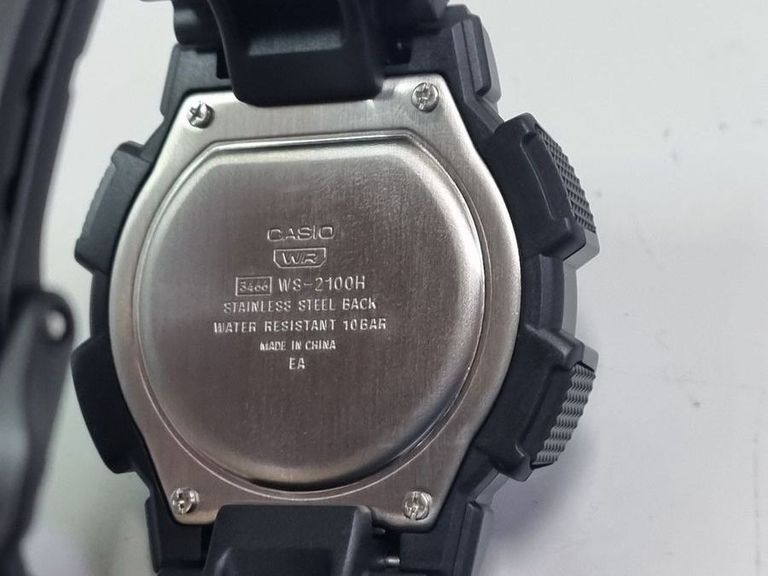 CASIO
WR
3466 WS-2100H
STAINLESS STEEL BACK
WATER RESISTANT 10BAR
MADE IN CHINA
EA